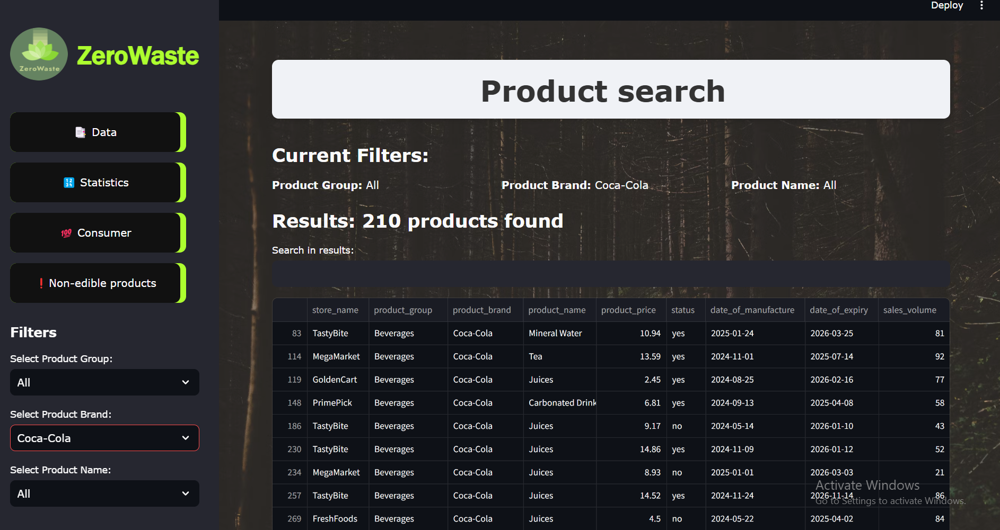 Deploy
ZeroWaste
ZeroWaste
Data
Statistics
Consumer
Non-edible products
Filters
Select Product Group:
All
Select Product Brand:
Coca-Cola
Select Product Name:
All
Product search
Current Filters:
Product Group: All Product Brand: Coca-Cola Product Name: All
Results: 210 products found
Search in results:
store_name product_group product_brand product_name product_price status date_of_manufacture date_of_expiry sales_volume
83 TastyBite Beverages Coca-Cola Mineral Water 10.94 yes 2025-01-24 2026-03-25 81
114 MegaMarket Beverages Coca-Cola Tea 13.59 yes 2024-11-01 2025-07-14 92
119 GoldenCart Beverages Coca-Cola Juices 2.45 yes 2024-08-25 2026-02-16 77
148 PrimePick Beverages Coca-Cola Carbonated Drink 6.81 yes 2024-09-13 2025-04-08 58
186 TastyBite Beverages Coca-Cola Juices 9.17 no 2024-05-14 2026-01-10 43
230 TastyBite Beverages Coca-Cola Juices 14.86 yes 2024-11-09 2026-01-12 52
234 MegaMarket Beverages Coca-Cola Juices 8.93 no 2025-01-01 2026-03-03 21
257 TastyBite Beverages Coca-Cola Juices 14.52 yes 2024-11-24 2026-11-14 86
269 FreshFoods Beverages Coca-Cola Juices 4.5 no 2024-05-22 2025-04-02 84
Activate Windows
Go to Settings to activate Windows.